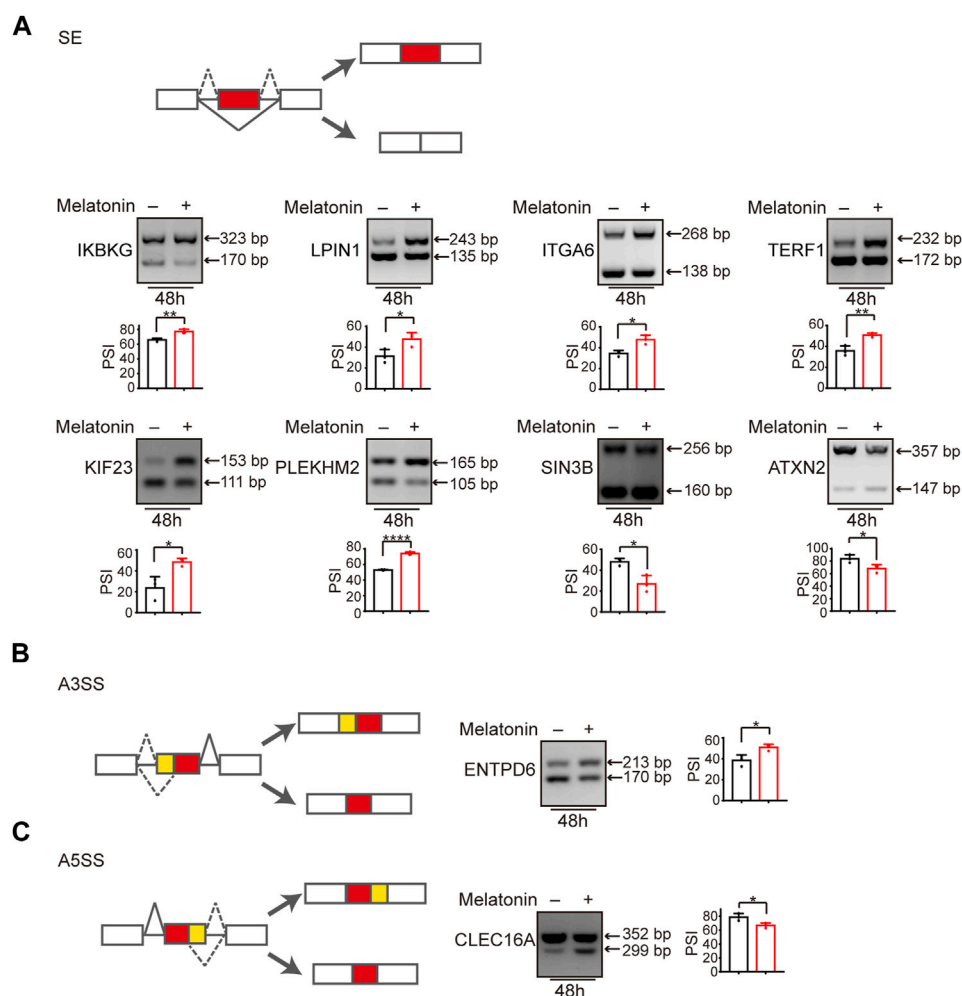 A
SE
Melatonin – +
IKBKG
←323 bp
←170 bp
48h
Melatonin – +
LPIN1
←243 bp
←135 bp
48h
Melatonin – +
ITGA6
←268 bp
←138 bp
48h
Melatonin – +
TERF1
←232 bp
←172 bp
48h
PSI
80
60
40
20
0
**
PSI
60
40
20
0
*
PSI
60
40
20
0
*
PSI
60
40
20
0
**
Melatonin – +
KIF23
←153 bp
←111 bp
48h
Melatonin – +
PLEKHM2
←165 bp
←105 bp
48h
Melatonin – +
SIN3B
←256 bp
←160 bp
48h
Melatonin – +
ATXN2
←357 bp
←147 bp
48h
PSI
60
40
20
0
*
PSI
80
60
40
20
0
****
PSI
60
40
20
0
*
PSI
100
80
60
40
20
0
*
B
A3SS
Melatonin – +
ENTPD6
←213 bp
←170 bp
48h
PSI
60
40
20
0
*
C
A5SS
Melatonin – +
CLEC16A
←352 bp
←299 bp
48h
PSI
80
60
40
20
0
*